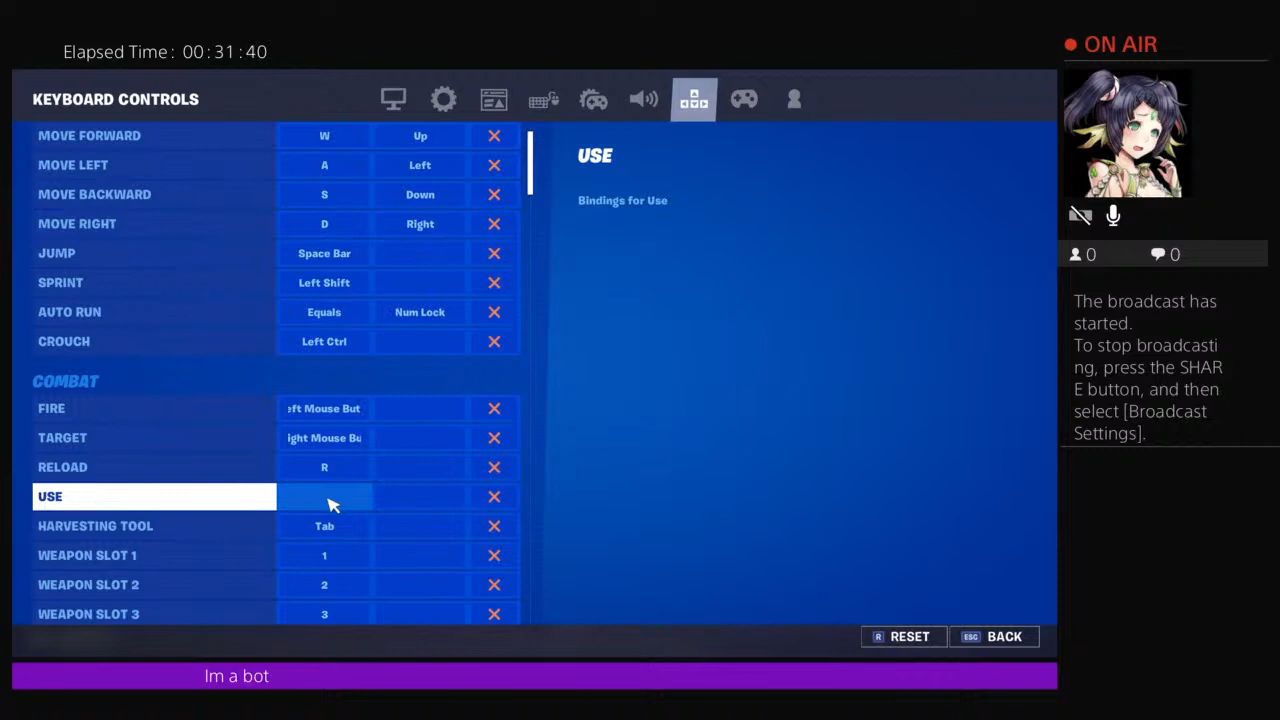 Elapsed Time: 00:31:40
ON AIR
KEYBOARD CONTROLS
MOVE FORWARD W Up
MOVE LEFT A Left
MOVE BACKWARD S Down
MOVE RIGHT D Right
JUMP Space Bar
SPRINT Left Shift
AUTO RUN Equals Num Lock
CROUCH Left Ctrl
COMBAT
FIRE eft Mouse But
TARGET ight Mouse Bu
RELOAD R
USE
HARVESTING TOOL Tab
WEAPON SLOT 1 1
WEAPON SLOT 2 2
WEAPON SLOT 3 3
USE
Bindings for Use
R RESET ESC BACK
Im a bot
0 0
The broadcast has
started.
To stop broadcasti
ng, press the SHAR
E button, and then
select [Broadcast
Settings].